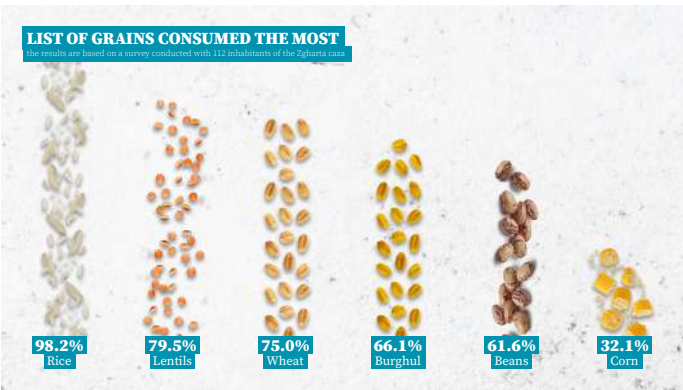 LIST OF GRAINS CONSUMED THE MOST
the results are based on a survey conducted with 112 inhabitants of the Zgharta caza
98.2% 79.5% 75.0% 66.1% 61.6% 32.1%
Rice Lentils Wheat Burghul Beans Corn